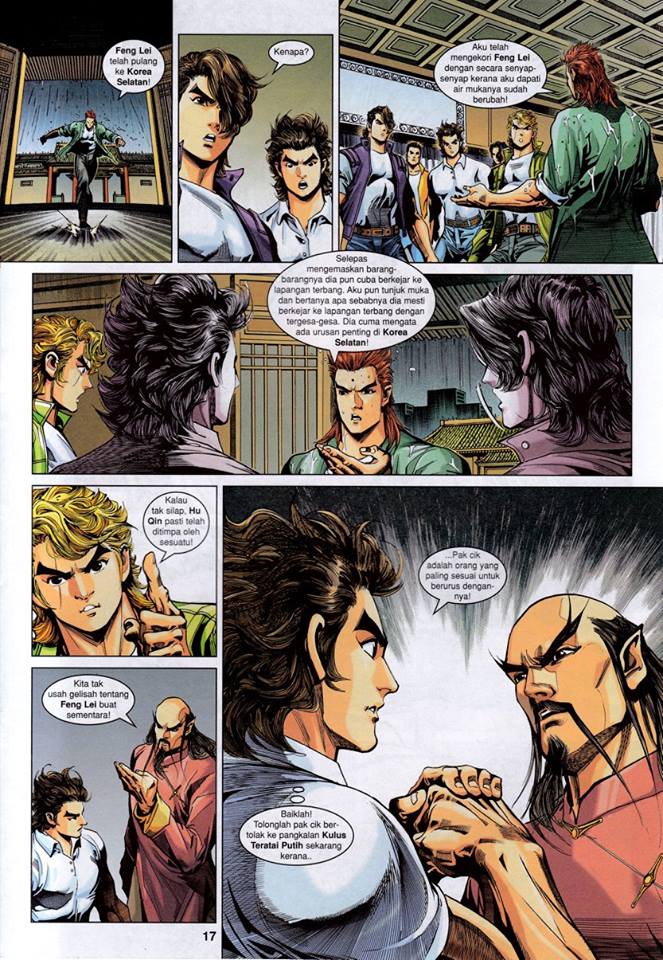 Feng Lei
telah pulang
ke Korea
Selatan!
Kenapa?
Aku telah
mengekori Feng Lei
dengan secara senyap-
senyap kerana aku dapati
air mukanya sudah
berubah!
Selepas
mengemaskan barang-
barangnya dia pun cuba berkejar ke
lapangan terbang. Aku pun tunjuk muka
dan bertanya apa sebabnya dia mesti
berkejar ke lapangan terbang dengan
tergesa-gesa. Dia cuma mengata
ada urusan penting di Korea
Selatan!
Kalau
tak silap, Hu
Qin pasti telah
ditimpa oleh
sesuatu!
Kita tak
usah gelisah tentang
Feng Lei buat
sementara!
...Pak cik
adalah orang yang
paling sesuai untuk
berurus dengan-
nya!
Baiklah!
Tolonglah pak cik ber-
tolak ke pangkalan Kulus
Teratai Putih sekarang
kerana..
17